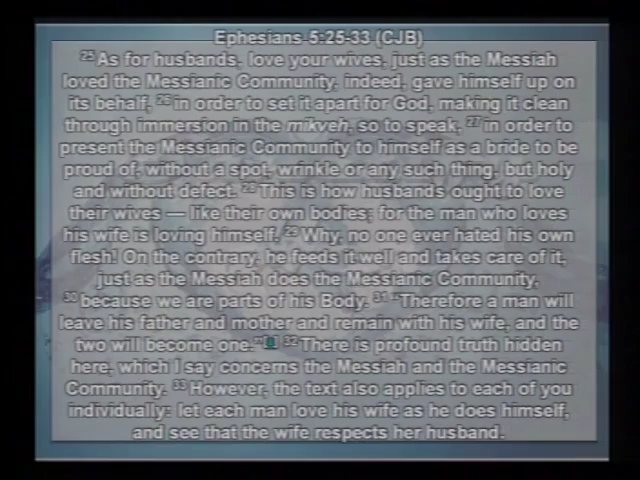 Ephesians 5:25-33 (CJB)
25 As for husbands, love your wives, just as the Messiah
loved the Messianic Community, indeed, gave himself up on
its behalf, 26 in order to set it apart for God, making it clean
through immersion in the mikveh, so to speak, 27 in order to
present the Messianic Community to himself as a bride to be
proud of, without a spot, wrinkle or any such thing, but holy
and without defect. 28 This is how husbands ought to love
their wives — like their own bodies; for the man who loves
his wife is loving himself. 29 Why, no one ever hated his own
flesh! On the contrary, he feeds it well and takes care of it,
just as the Messiah does the Messianic Community,
30 because we are parts of his Body. 31 "Therefore a man will
leave his father and mother and remain with his wife, and the
two will become one." 32 There is profound truth hidden
here, which I say concerns the Messiah and the Messianic
Community. 33 However, the text also applies to each of you
individually: let each man love his wife as he does himself,
and see that the wife respects her husband.